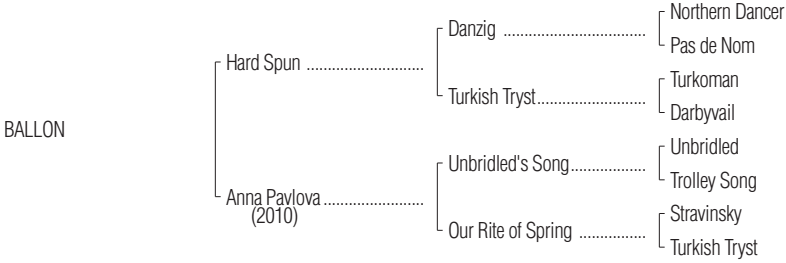 Northern Dancer
Danzig ................................
Pas de Nom
Hard Spun ..........................
Turkoman
Turkish Tryst........................
Darbyvail
BALLON
Unbridled
Unbridled's Song.................
Trolley Song
Anna Pavlova ......................
(2010)
Stravinsky
Our Rite of Spring ...............
Turkish Tryst